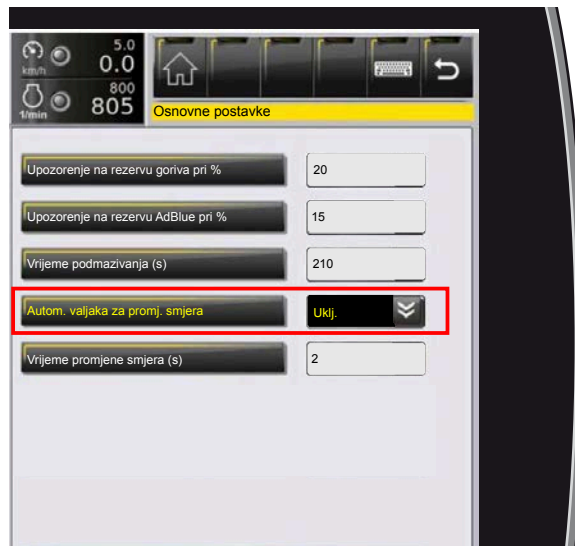 5.0
km/h 0.0
800
1/min 805
Osnovne postavke
Upozorenje na rezervu goriva pri % 20
Upozorenje na rezervu AdBlue pri % 15
Vrijeme podmazivanja (s) 210
Autom. valjaka za promj. smjera Uklj.
Vrijeme promjene smjera (s) 2